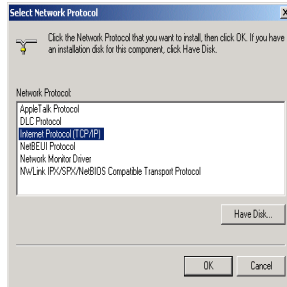 Select Network Protocol
Click the Network Protocol that you want to install, then click OK. If you have
an installation disk for this component, click Have Disk.
Network Protocol:
AppleTalk Protocol
DLC Protocol
Internet Protocol (TCP/IP)
NetBEUI Protocol
Network Monitor Driver
NWLink IPX/SPX/NetBIOS Compatible Transport Protocol
Have Disk...
OK
Cancel